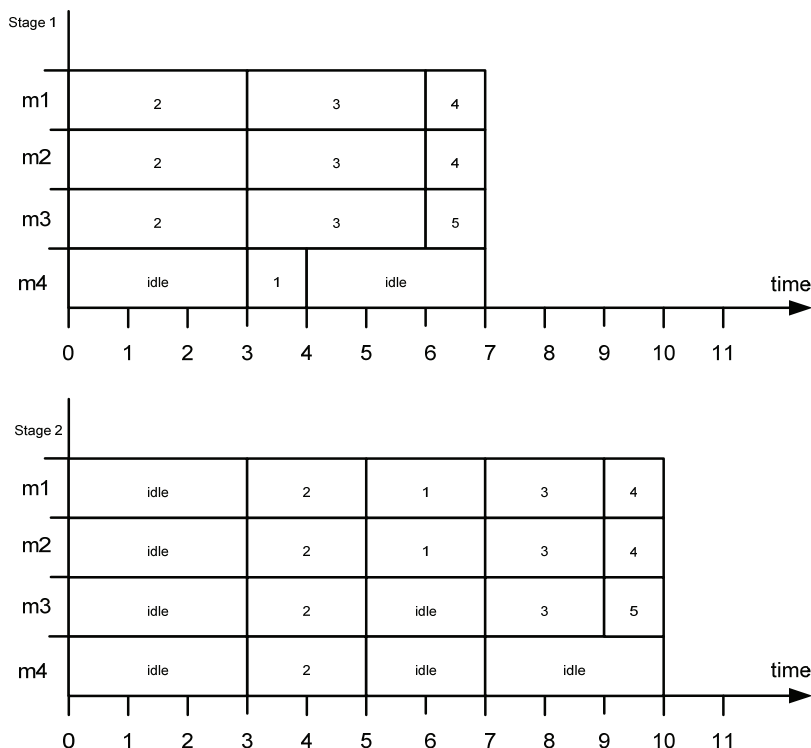 Stage 1
m1 2 3 4
m2 2 3 4
m3 2 3 5
m4 idle 1 idle time
0 1 2 3 4 5 6 7 8 9 10 11
Stage 2
m1 idle 2 1 3 4
m2 idle 2 1 3 4
m3 idle 2 idle 3 5
m4 idle 2 idle idle time
0 1 2 3 4 5 6 7 8 9 10 11